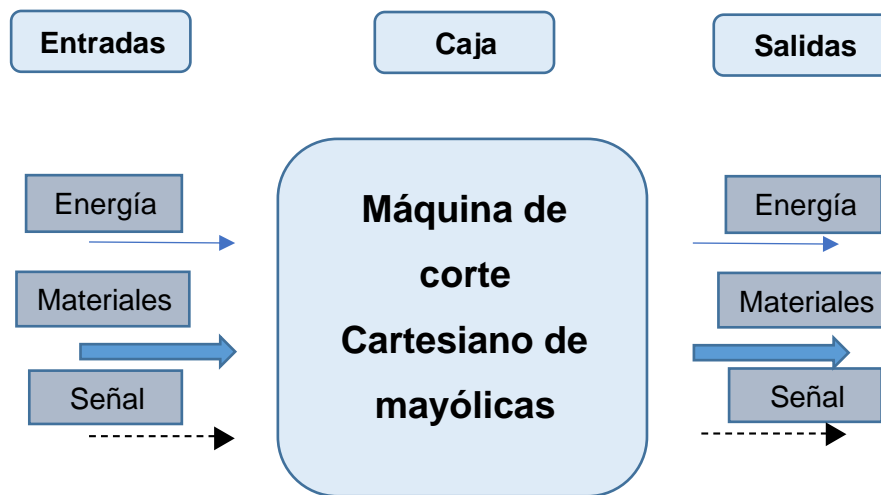 Entradas
Caja
Salidas
Energía
Materiales
Señal
Máquina de
corte
Cartesiano de
mayólicas
Energía
Materiales
Señal